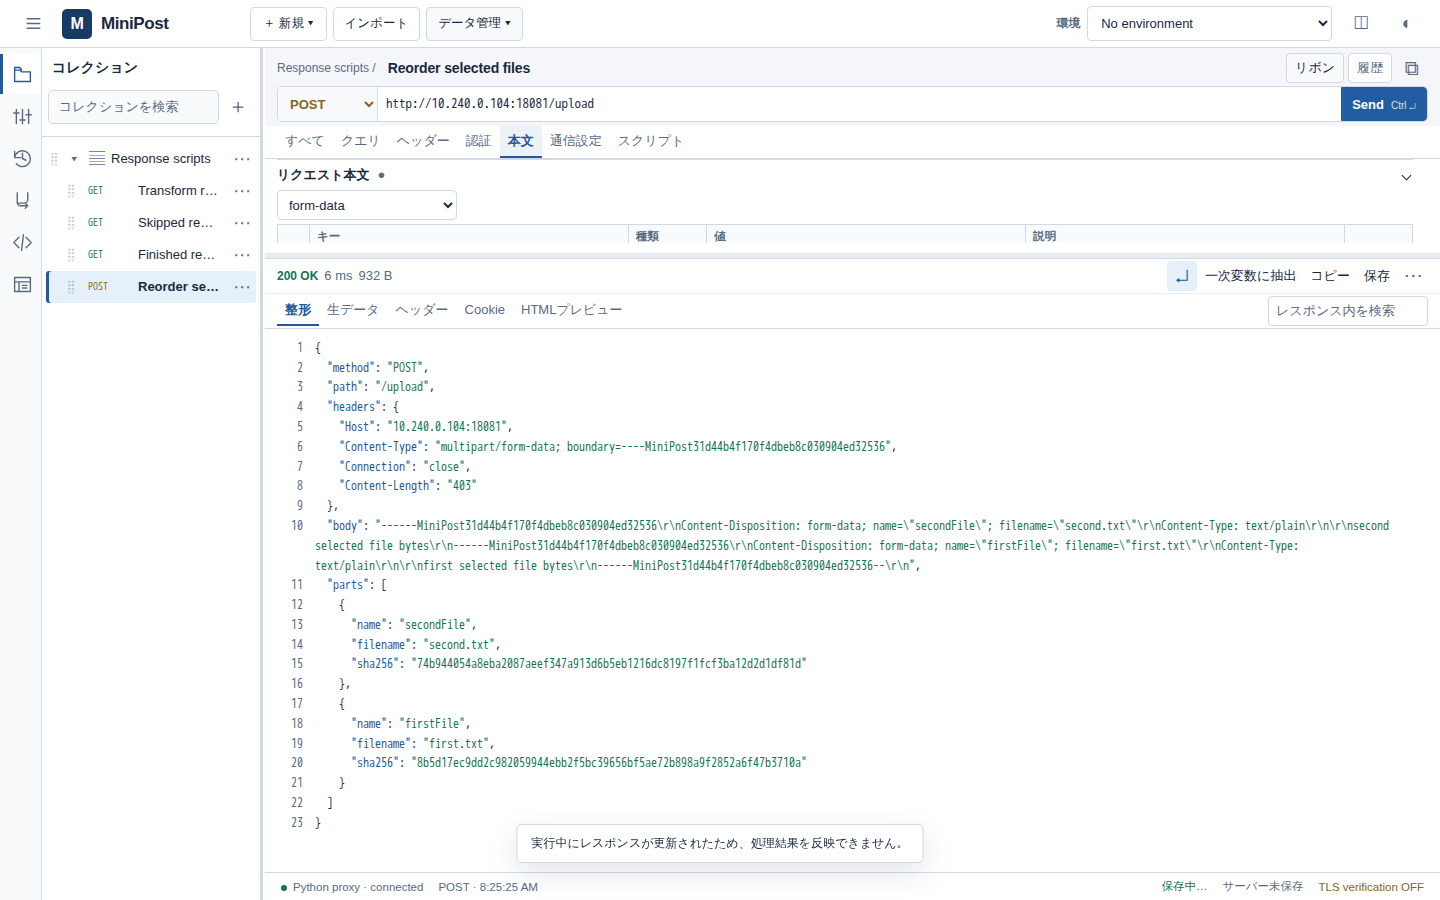 M MiniPost ＋ 新規 ▾ インポート データ管理 ▾ 環境 No environment
コレクション
コレクションを検索 +
Response scripts ···
GET Transform r… ···
GET Skipped re… ···
GET Finished re… ···
POST Reorder se… ···
Response scripts / Reorder selected files リボン 履歴
POST http://10.240.0.104:18081/upload Send Ctrl ⏎
すべて クエリ ヘッダー 認証 本文 通信設定 スクリプト
リクエスト本文 ●
form-data
キー 種類 値 説明
200 OK 6 ms 932 B 一次変数に抽出 コピー 保存 ···
整形 生データ ヘッダー Cookie HTMLプレビュー レスポンス内を検索
1 {
2 "method": "POST",
3 "path": "/upload",
4 "headers": {
5 "Host": "10.240.0.104:18081",
6 "Content-Type": "multipart/form-data; boundary=----MiniPost31d44b4f170f4dbeb8c030904ed32536",
7 "Connection": "close",
8 "Content-Length": "403"
9 },
10 "body": "------MiniPost31d44b4f170f4dbeb8c030904ed32536\r\nContent-Disposition: form-data; name=\"secondFile\"; filename=\"second.txt\"\r\nContent-Type: text/plain\r\n\r\nsecond
selected file bytes\r\n------MiniPost31d44b4f170f4dbeb8c030904ed32536\r\nContent-Disposition: form-data; name=\"firstFile\"; filename=\"first.txt\"\r\nContent-Type:
text/plain\r\n\r\nfirst selected file bytes\r\n------MiniPost31d44b4f170f4dbeb8c030904ed32536--\r\n",
11 "parts": [
12 {
13 "name": "secondFile",
14 "filename": "second.txt",
15 "sha256": "74b944054a8eba2087aeef347a913d6b5eb1216dc8197f1fcf3ba12d2d1df81d"
16 },
17 {
18 "name": "firstFile",
19 "filename": "first.txt",
20 "sha256": "8b5d17ec9dd2c982059944ebb2f5bc39656bf5ae72b898a9f2852a6f47b3710a"
21 }
22 ]
23 }
実行中にレスポンスが更新されたため、処理結果を反映できません。
Python proxy · connected POST · 8:25:25 AM 保存中… サーバー未保存 TLS verification OFF